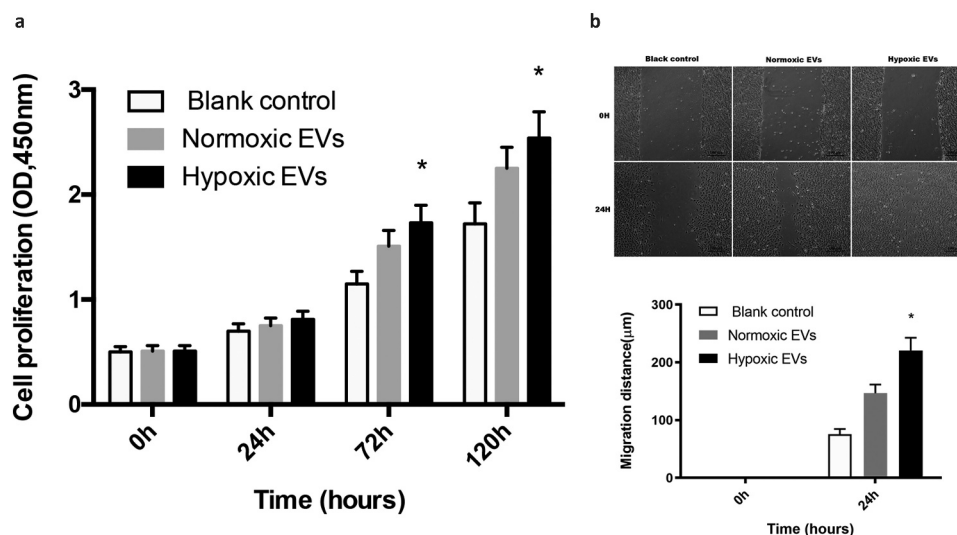 a
Cell proliferation (OD,450nm)
3
2
1
0
Blank control
Normoxic EVs
Hypoxic EVs
*
*
0h
24h
72h
120h
Time (hours)
b
Black control
Normoxic EVs
Hypoxic EVs
0H
24H
Migration distance(μm)
300
200
100
0
Blank control
Normoxic EVs
Hypoxic EVs
*
0h
24h
Time (hours)